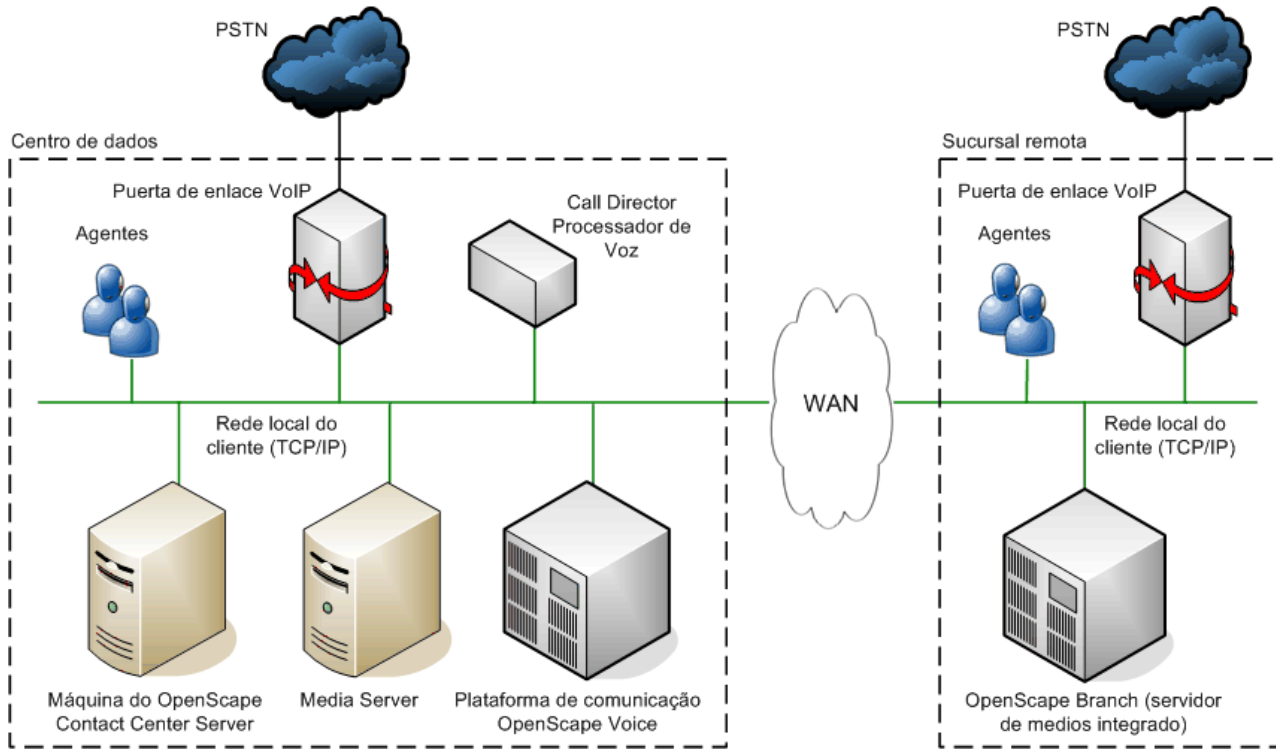 PSTN
PSTN
Centro de dados
Sucursal remota
Puerta de enlace VoIP
Call Director
Processador de
Voz
Puerta de enlace VoIP
Agentes
Agentes
WAN
Rede local do
cliente (TCP/IP)
Rede local do
cliente (TCP/IP)
Máquina do OpenScape
Contact Center Server
Media Server
Plataforma de comunicação
OpenScape Voice
OpenScape Branch (servidor
de medios integrado)